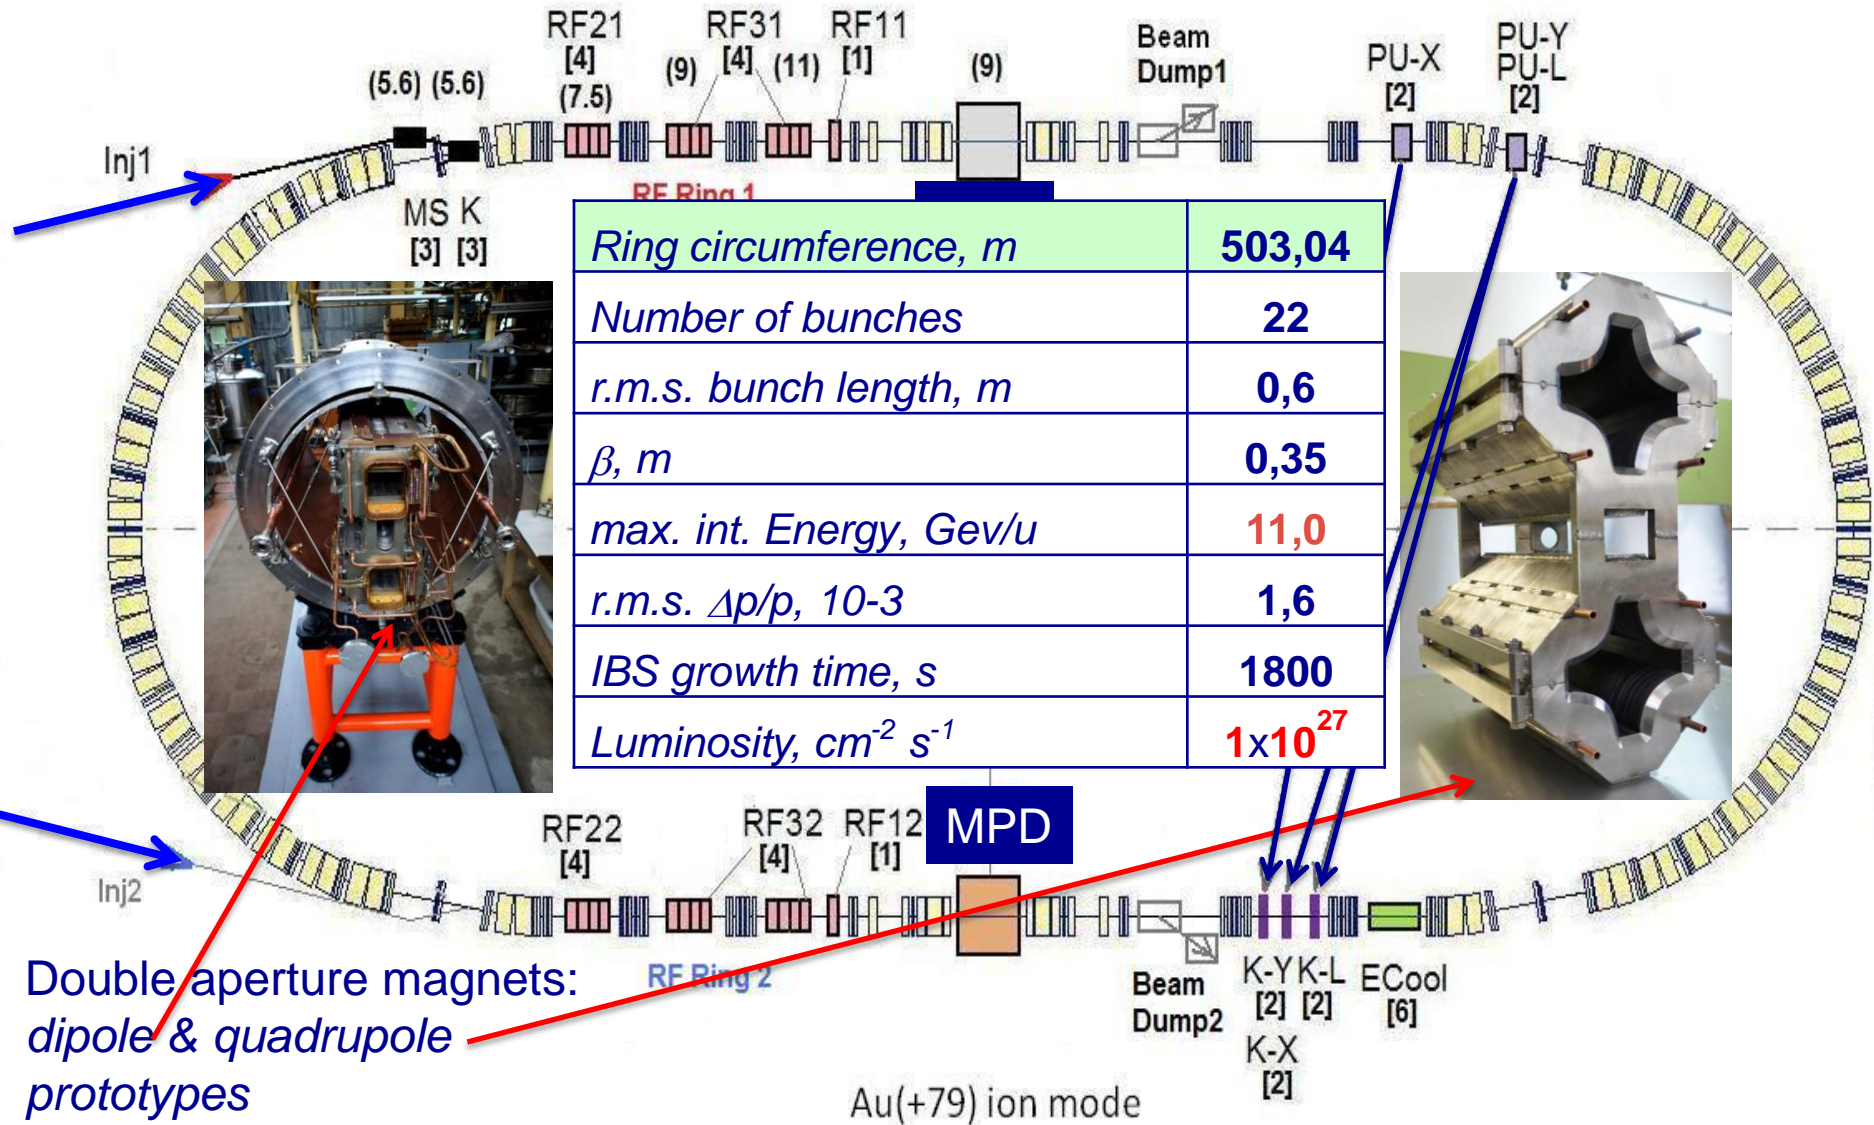 RF21
[4]
(7.5)
RF31
[4]
(9)
(11)
RF11
[1]
(9)
Beam
Dump1
PU-X
[2]
PU-Y
PU-L
[2]
(5.6) (5.6)
Inj1
MS K
[3] [3]
RF Ring 1
Ring circumference, m 503,04
Number of bunches 22
r.m.s. bunch length, m 0,6
β, m 0,35
max. int. Energy, Gev/u 11,0
r.m.s. Δp/p, 10-3 1,6
IBS growth time, s 1800
Luminosity, cm⁻² s⁻¹ 1x10²⁷
MPD
RF22
[4]
RF32
[4]
RF12
[1]
Inj2
RF Ring 2
Beam
Dump2
K-Y K-L
[2] [2]
K-X
[2]
ECool
[6]
Double aperture magnets:
dipole & quadrupole
prototypes
Au(+79) ion mode